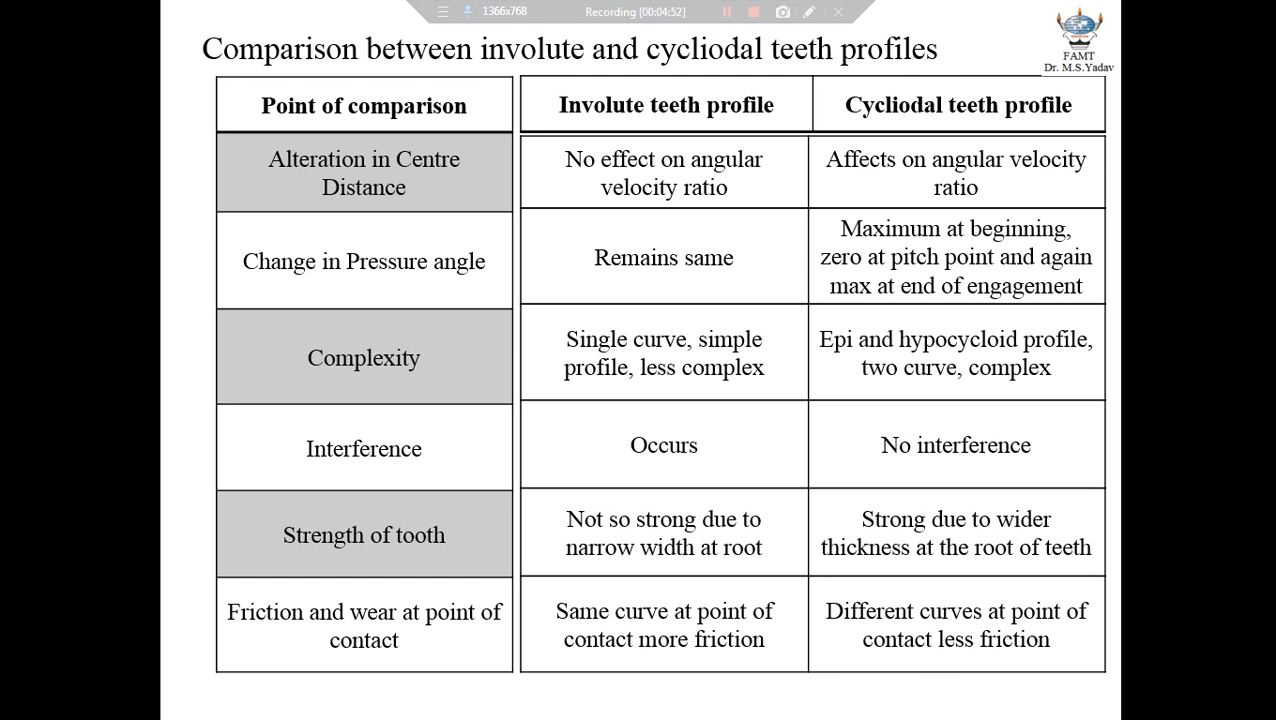 1366x768
Recording [00:04:52]
Comparison between involute and cycliodal teeth profiles
FAMT
Dr. M.S.Yadav
Point of comparison
Involute teeth profile
Cycliodal teeth profile
Alteration in Centre
Distance
No effect on angular
velocity ratio
Affects on angular velocity
ratio
Change in Pressure angle
Remains same
Maximum at beginning,
zero at pitch point and again
max at end of engagement
Complexity
Single curve, simple
profile, less complex
Epi and hypocycloid profile,
two curve, complex
Interference
Occurs
No interference
Strength of tooth
Not so strong due to
narrow width at root
Strong due to wider
thickness at the root of teeth
Friction and wear at point of
contact
Same curve at point of
contact more friction
Different curves at point of
contact less friction